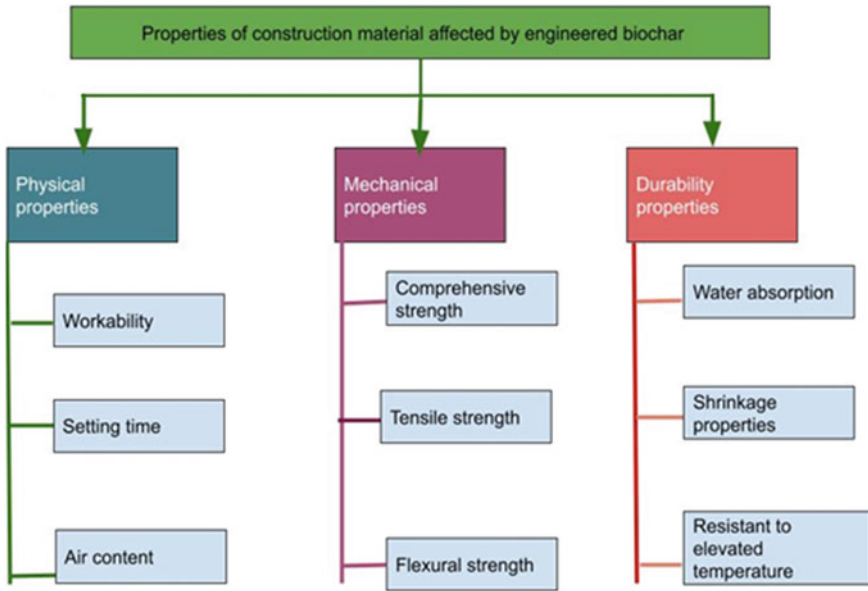 Properties of construction material affected by engineered biochar
Physical
properties
Workability
Setting time
Air content
Mechanical
properties
Comprehensive
strength
Tensile strength
Flexural strength
Durability
properties
Water absorption
Shrinkage
properties
Resistant to
elevated
temperature